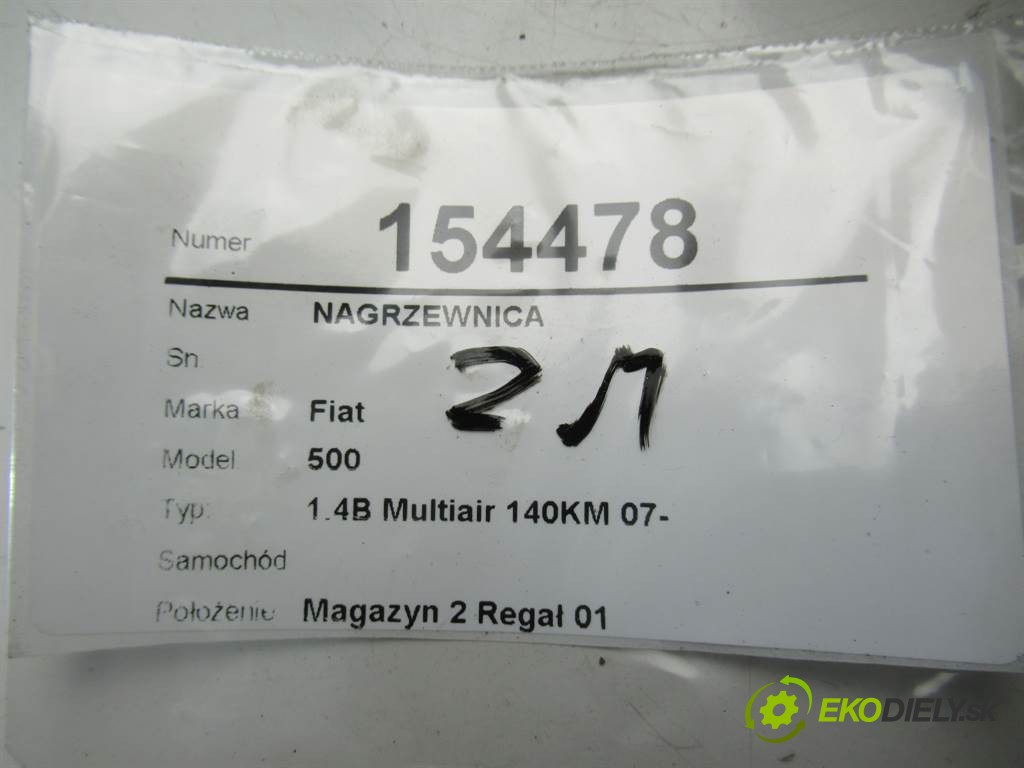 Numer 154478
Nazwa NAGRZEWNICA
Sn
Marka Fiat
Model 500
Typ: 1.4B Multiair 140KM 07-
Samochód
Położenie Magazyn 2 Regał 01
EKODIELY.sk